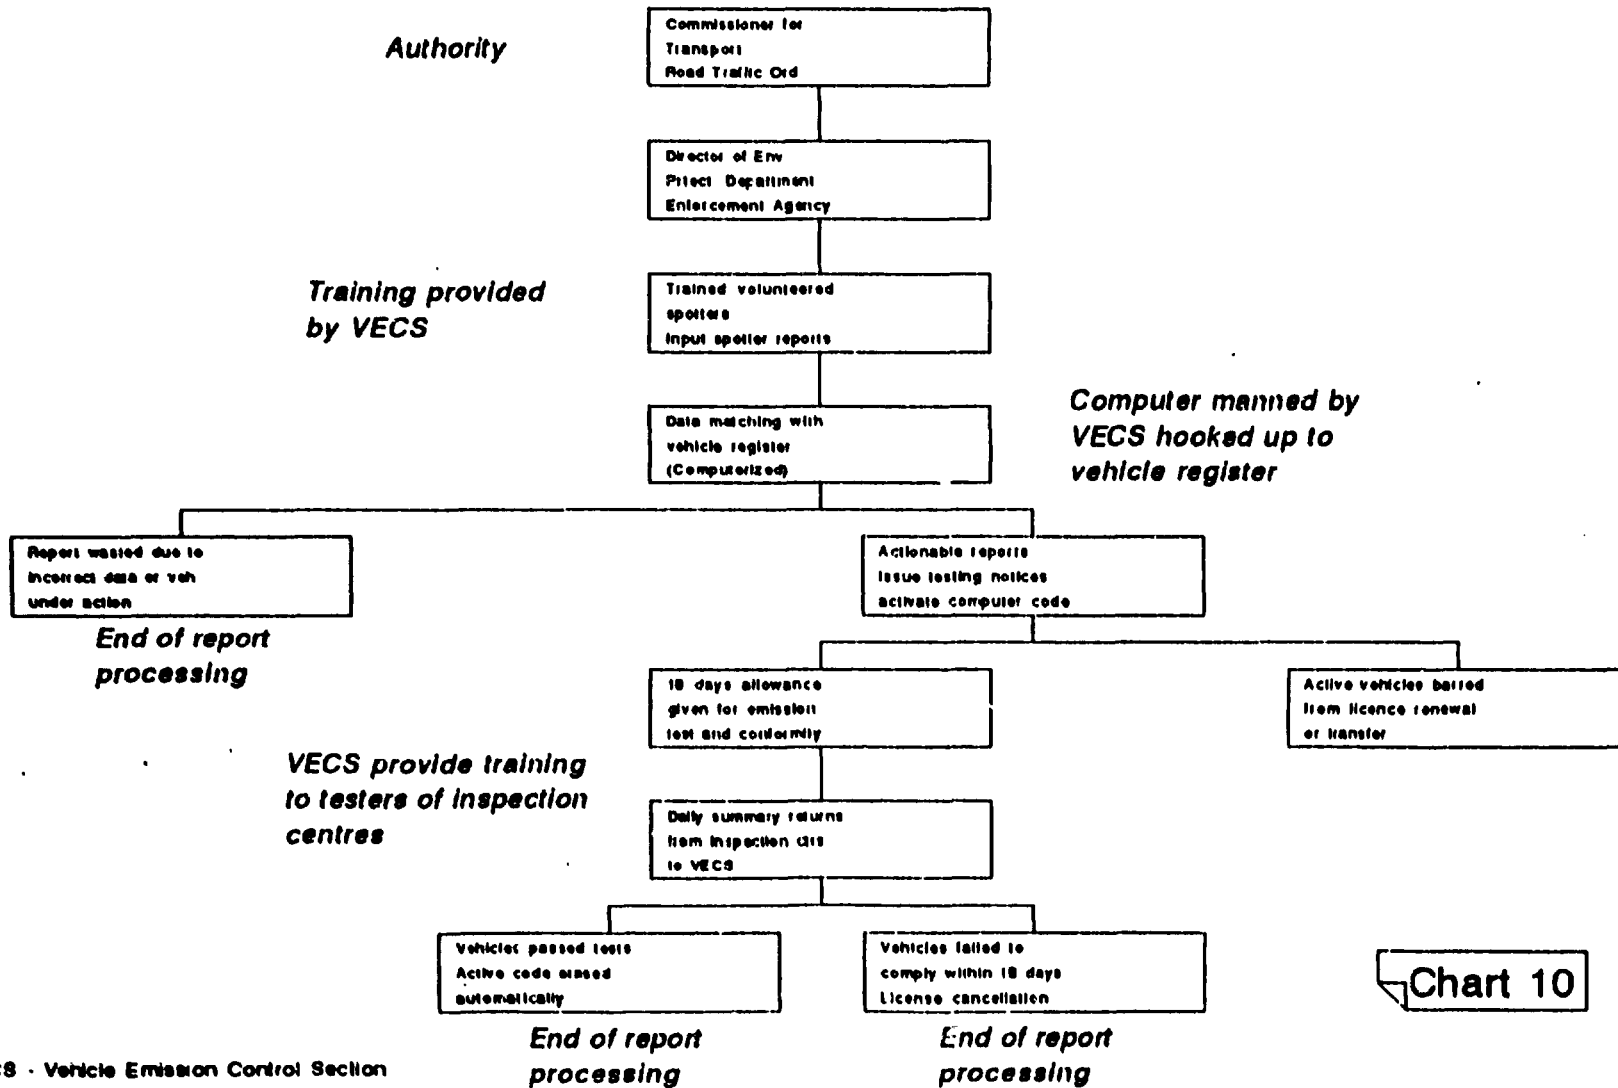 Authority
Commissioner for
Transport
Road Traffic Ord
Director of Env
Protect Department
Enforcement Agency
Training provided
by VECS
Trained volunteered
spotters
Input spotter reports
Data matching with
vehicle register
(Computerized)
Computer manned by
VECS hooked up to
vehicle register
Report wasted due to
incorrect data or veh
under action
End of report
processing
Actionable reports
Issue testing notices
activate computer code
18 days allowance
given for emission
test and conformity
Active vehicles barred
from licence renewal
or transfer
VECS provide training
to testers of inspection
centres
Daily summary returns
from inspection ctrs
to VECS
Vehicles passed tests
Active code erased
automatically
End of report
processing
Vehicles failed to
comply within 18 days
License cancellation
End of report
processing
Chart 10
CS - Vehicle Emission Control Section